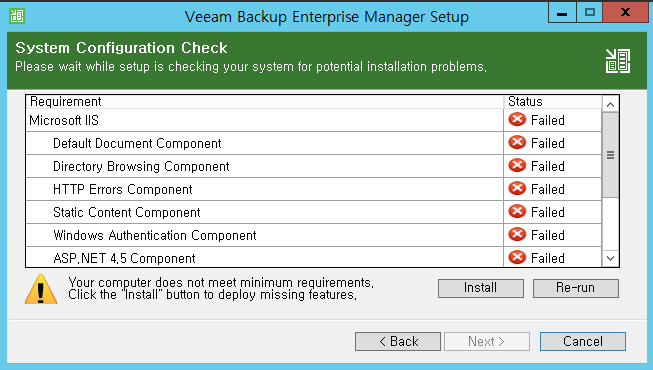 Veeam Backup Enterprise Manager Setup
System Configuration Check
Please wait while setup is checking your system for potential installation problems.
Requirement Status
Microsoft IIS Failed
Default Document Component Failed
Directory Browsing Component Failed
HTTP Errors Component Failed
Static Content Component Failed
Windows Authentication Component Failed
ASP.NET 4.5 Component Failed
Your computer does not meet minimum requirements.
Click the "Install" button to deploy missing features.
Install Re-run
< Back Next > Cancel